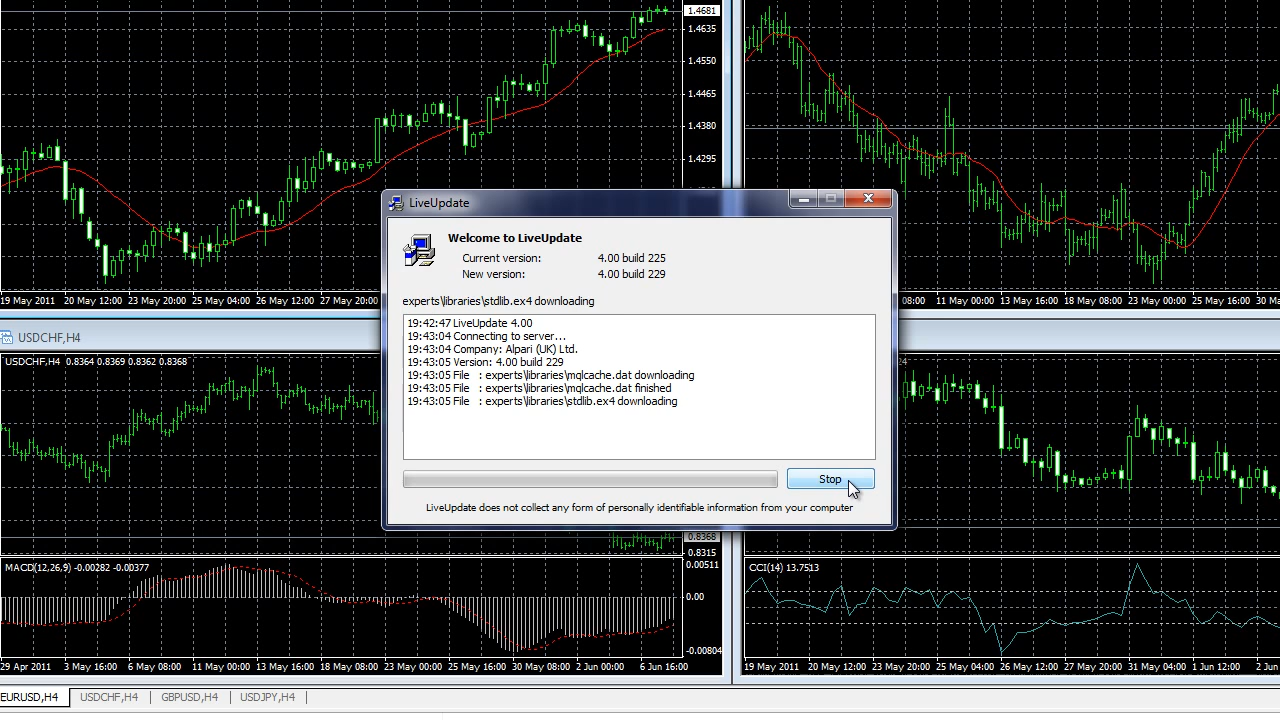 1.4681
1.4635
1.4550
1.4465
1.4380
1.4295
19 May 2011 20 May 12:00 23 May 20:00 25 May 04:00 26 May 12:00 27 May 20:00
08:00 11 May 00:00 13 May 16:00 18 May 08:00 23 May 00:00 25 May 16:00 30 Ma
LiveUpdate
Welcome to LiveUpdate
Current version: 4.00 build 225
New version: 4.00 build 229
experts\libraries\stdlib.ex4 downloading
19:42:47 LiveUpdate 4.00
19:43:04 Connecting to server...
19:43:04 Company: Alpari (UK) Ltd.
19:43:05 Version: 4.00 build 229
19:43:05 File : experts\libraries\mqlcache.dat downloading
19:43:05 File : experts\libraries\mqlcache.dat finished
19:43:05 File : experts\libraries\stdlib.ex4 downloading
Stop
LiveUpdate does not collect any form of personally identifiable information from your computer
USDCHF,H4
USDCHF,H4 0.8364 0.8369 0.8362 0.8368
0.8368
0.8315
MACD(12,26,9) -0.00282 -0.00377
0.00511
0.00
-0.00804
29 Apr 2011 3 May 16:00 6 May 08:00 11 May 00:00 13 May 16:00 18 May 08:00 23 May 00:00 25 May 16:00 30 May 08:00 2 Jun 00:00 6 Jun 16:00
CCI(14) 13.7513
19 May 2011 20 May 12:00 23 May 20:00 25 May 04:00 26 May 12:00 27 May 20:00 31 May 04:00 1 Jun 12:00 2 Jun
EURUSD,H4 USDCHF,H4 GBPUSD,H4 USDJPY,H4